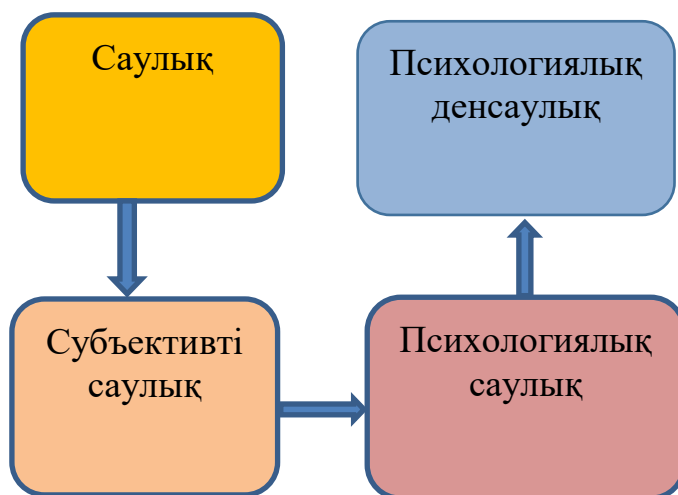 Саулық
Психологиялық
денсаулық
Субъективті
саулық
Психологиялық
саулық